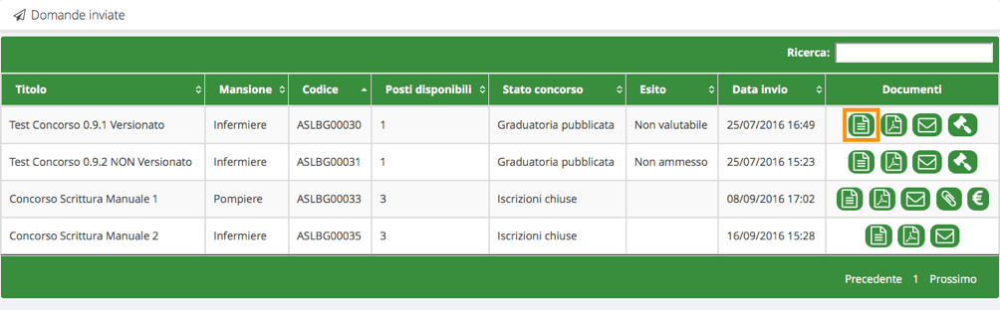 Domande inviate
Ricerca:
Titolo Mansione Codice Posti disponibili Stato concorso Esito Data invio Documenti
Test Concorso 0.9.1 Versionato Infermiere ASLBG00030 1 Graduatoria pubblicata Non valutabile 25/07/2016 16:49
Test Concorso 0.9.2 NON Versionato Infermiere ASLBG00031 1 Graduatoria pubblicata Non ammesso 25/07/2016 15:23
Concorso Scrittura Manuale 1 Pompiere ASLBG00033 3 Iscrizioni chiuse 08/09/2016 17:02
Concorso Scrittura Manuale 2 Infermiere ASLBG00035 3 Iscrizioni chiuse 16/09/2016 15:28
Precedente 1 Prossimo